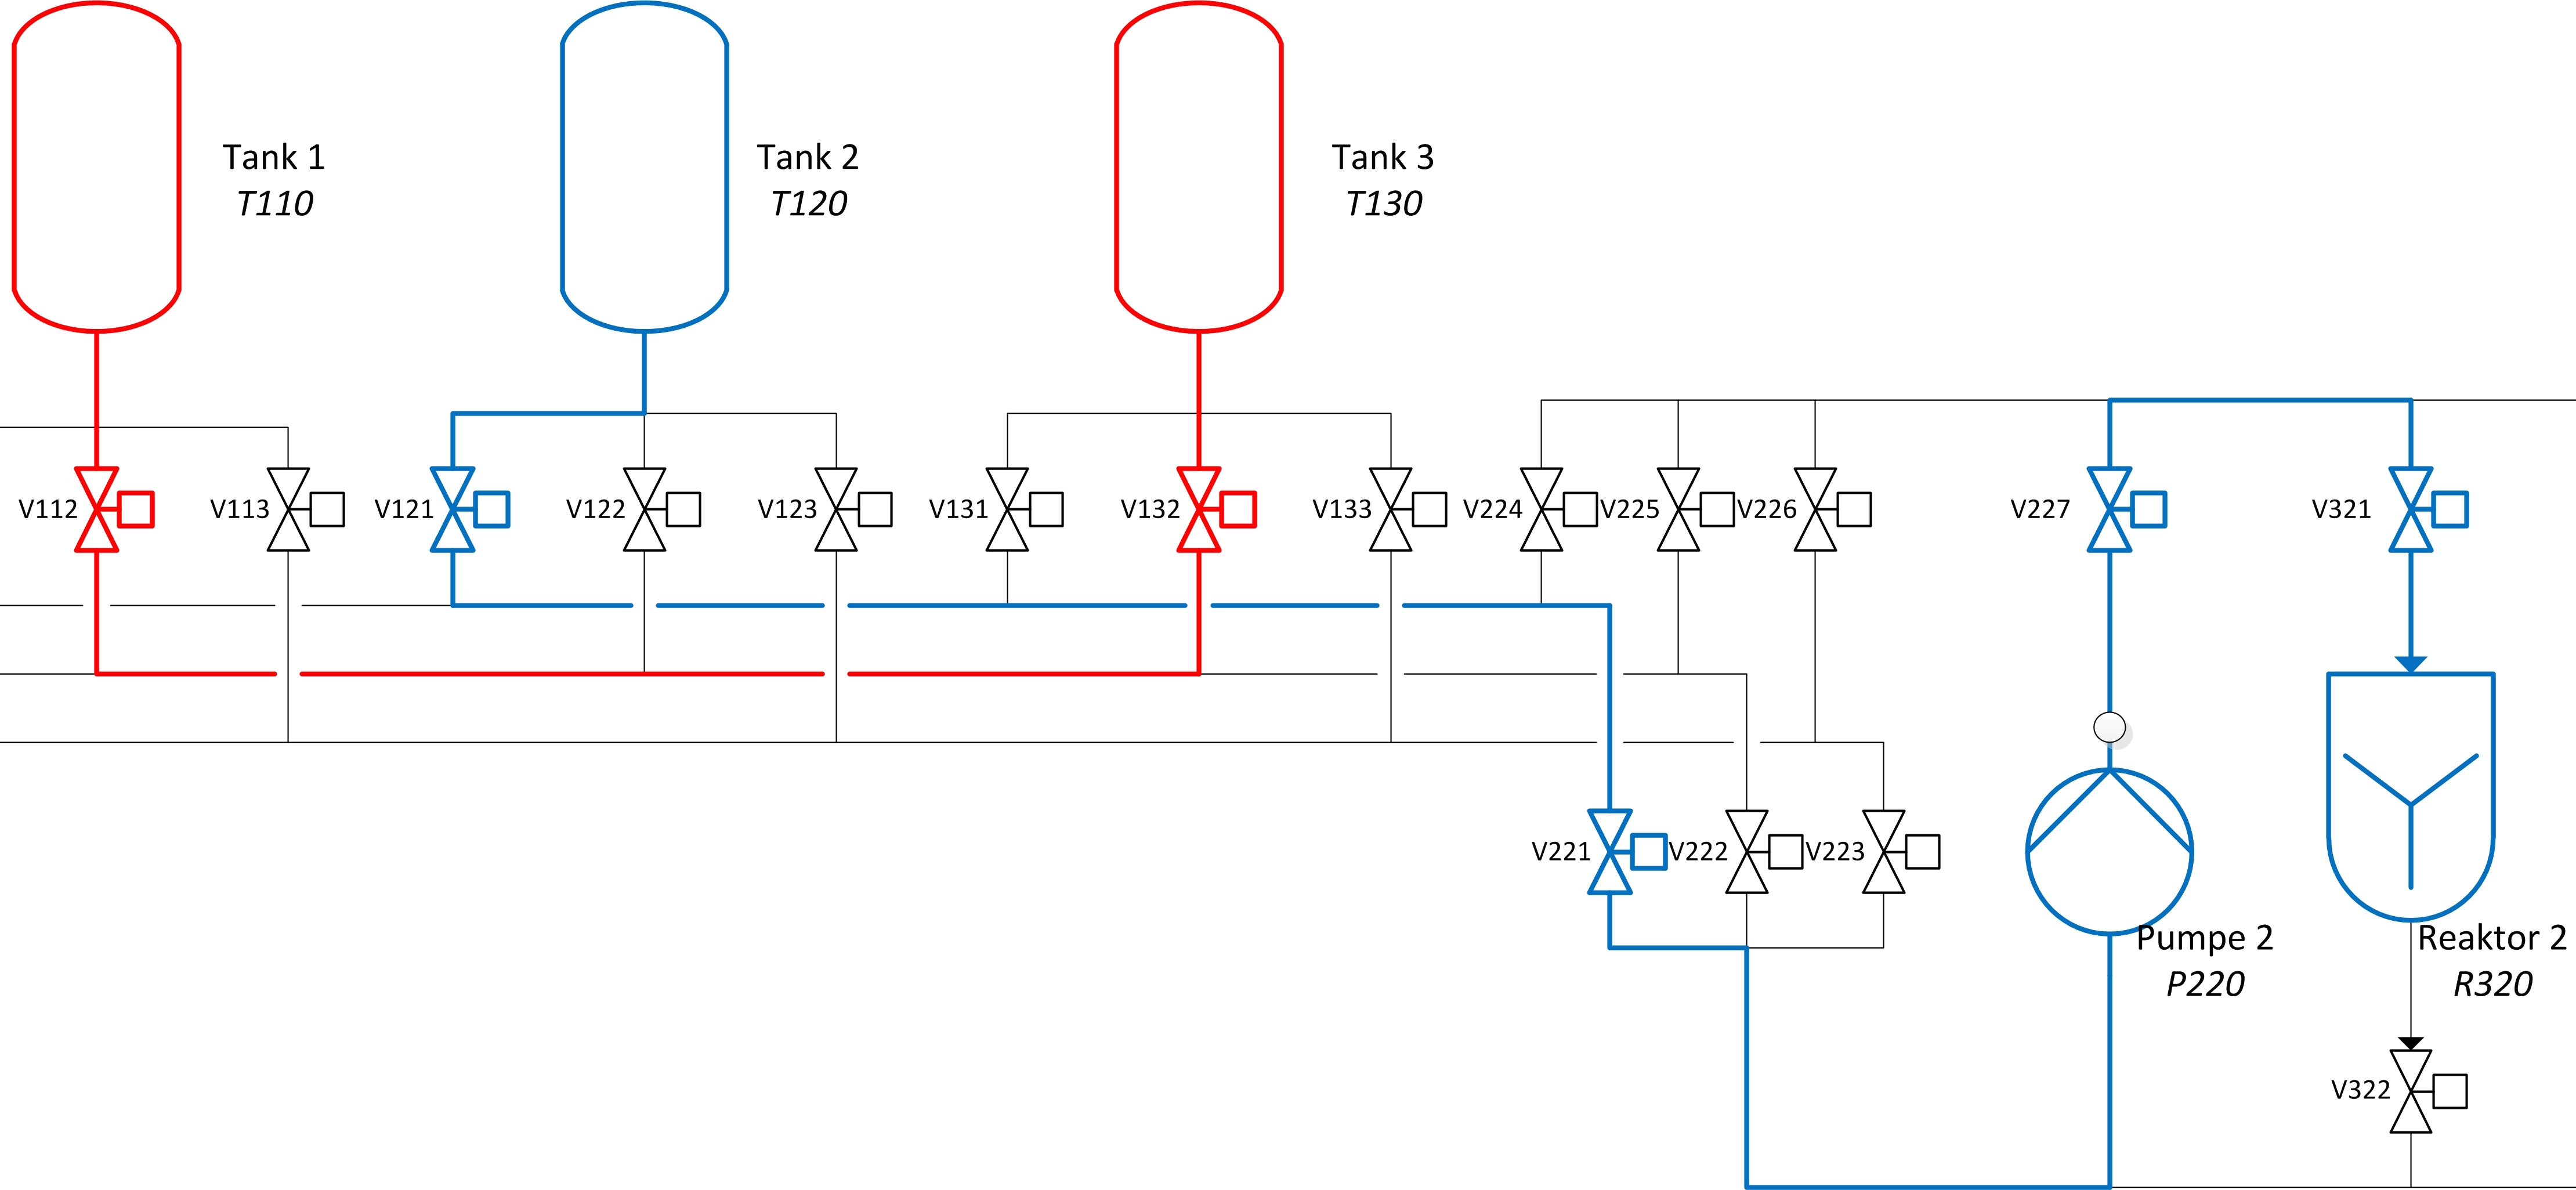 Tank 1
T110
Tank 2
T120
Tank 3
T130
V112
V113
V121
V122
V123
V131
V132
V133
V224
V225
V226
V227
V321
V221
V222
V223
Pumpe 2
P220
Reaktor 2
R320
V322